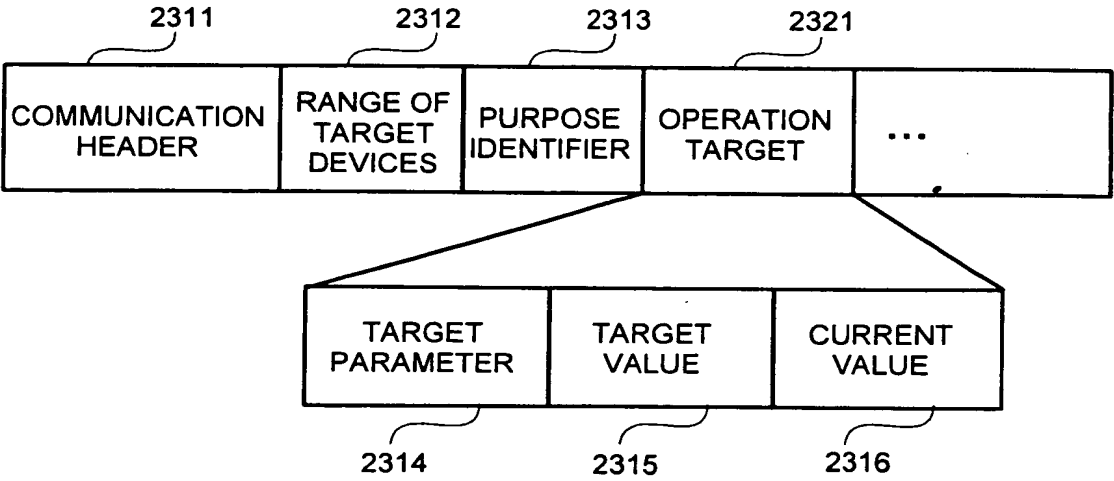 2311
2312
2313
2321
COMMUNICATION
HEADER
RANGE OF
TARGET
DEVICES
PURPOSE
IDENTIFIER
OPERATION
TARGET
...
TARGET
PARAMETER
TARGET
VALUE
CURRENT
VALUE
2314
2315
2316